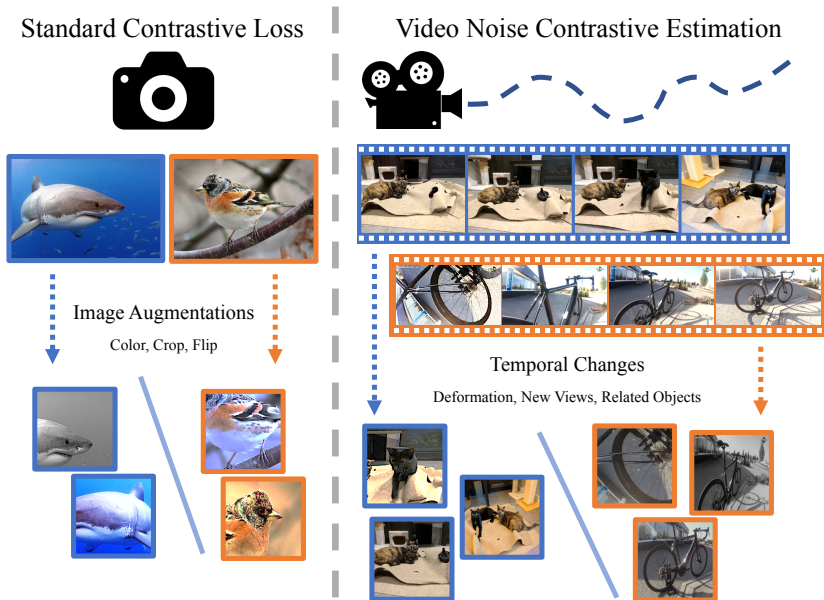 Standard Contrastive Loss
Video Noise Contrastive Estimation
Image Augmentations
Color, Crop, Flip
Temporal Changes
Deformation, New Views, Related Objects